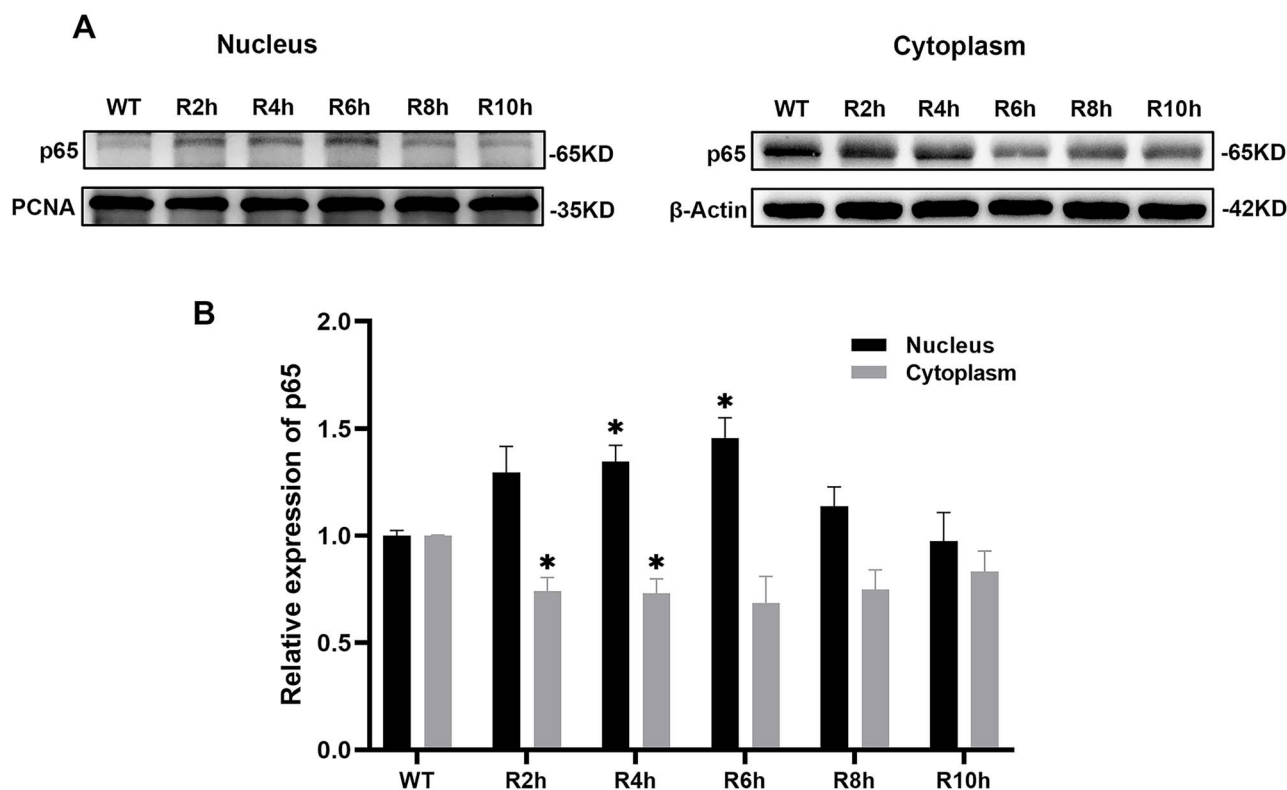 A
Nucleus
Cytoplasm
WT R2h R4h R6h R8h R10h
WT R2h R4h R6h R8h R10h
p65 -65KD
p65 -65KD
PCNA -35KD
β-Actin -42KD
B
Relative expression of p65
2.0
1.5
1.0
0.5
0.0
Nucleus
Cytoplasm
* *
* *
WT R2h R4h R6h R8h R10h